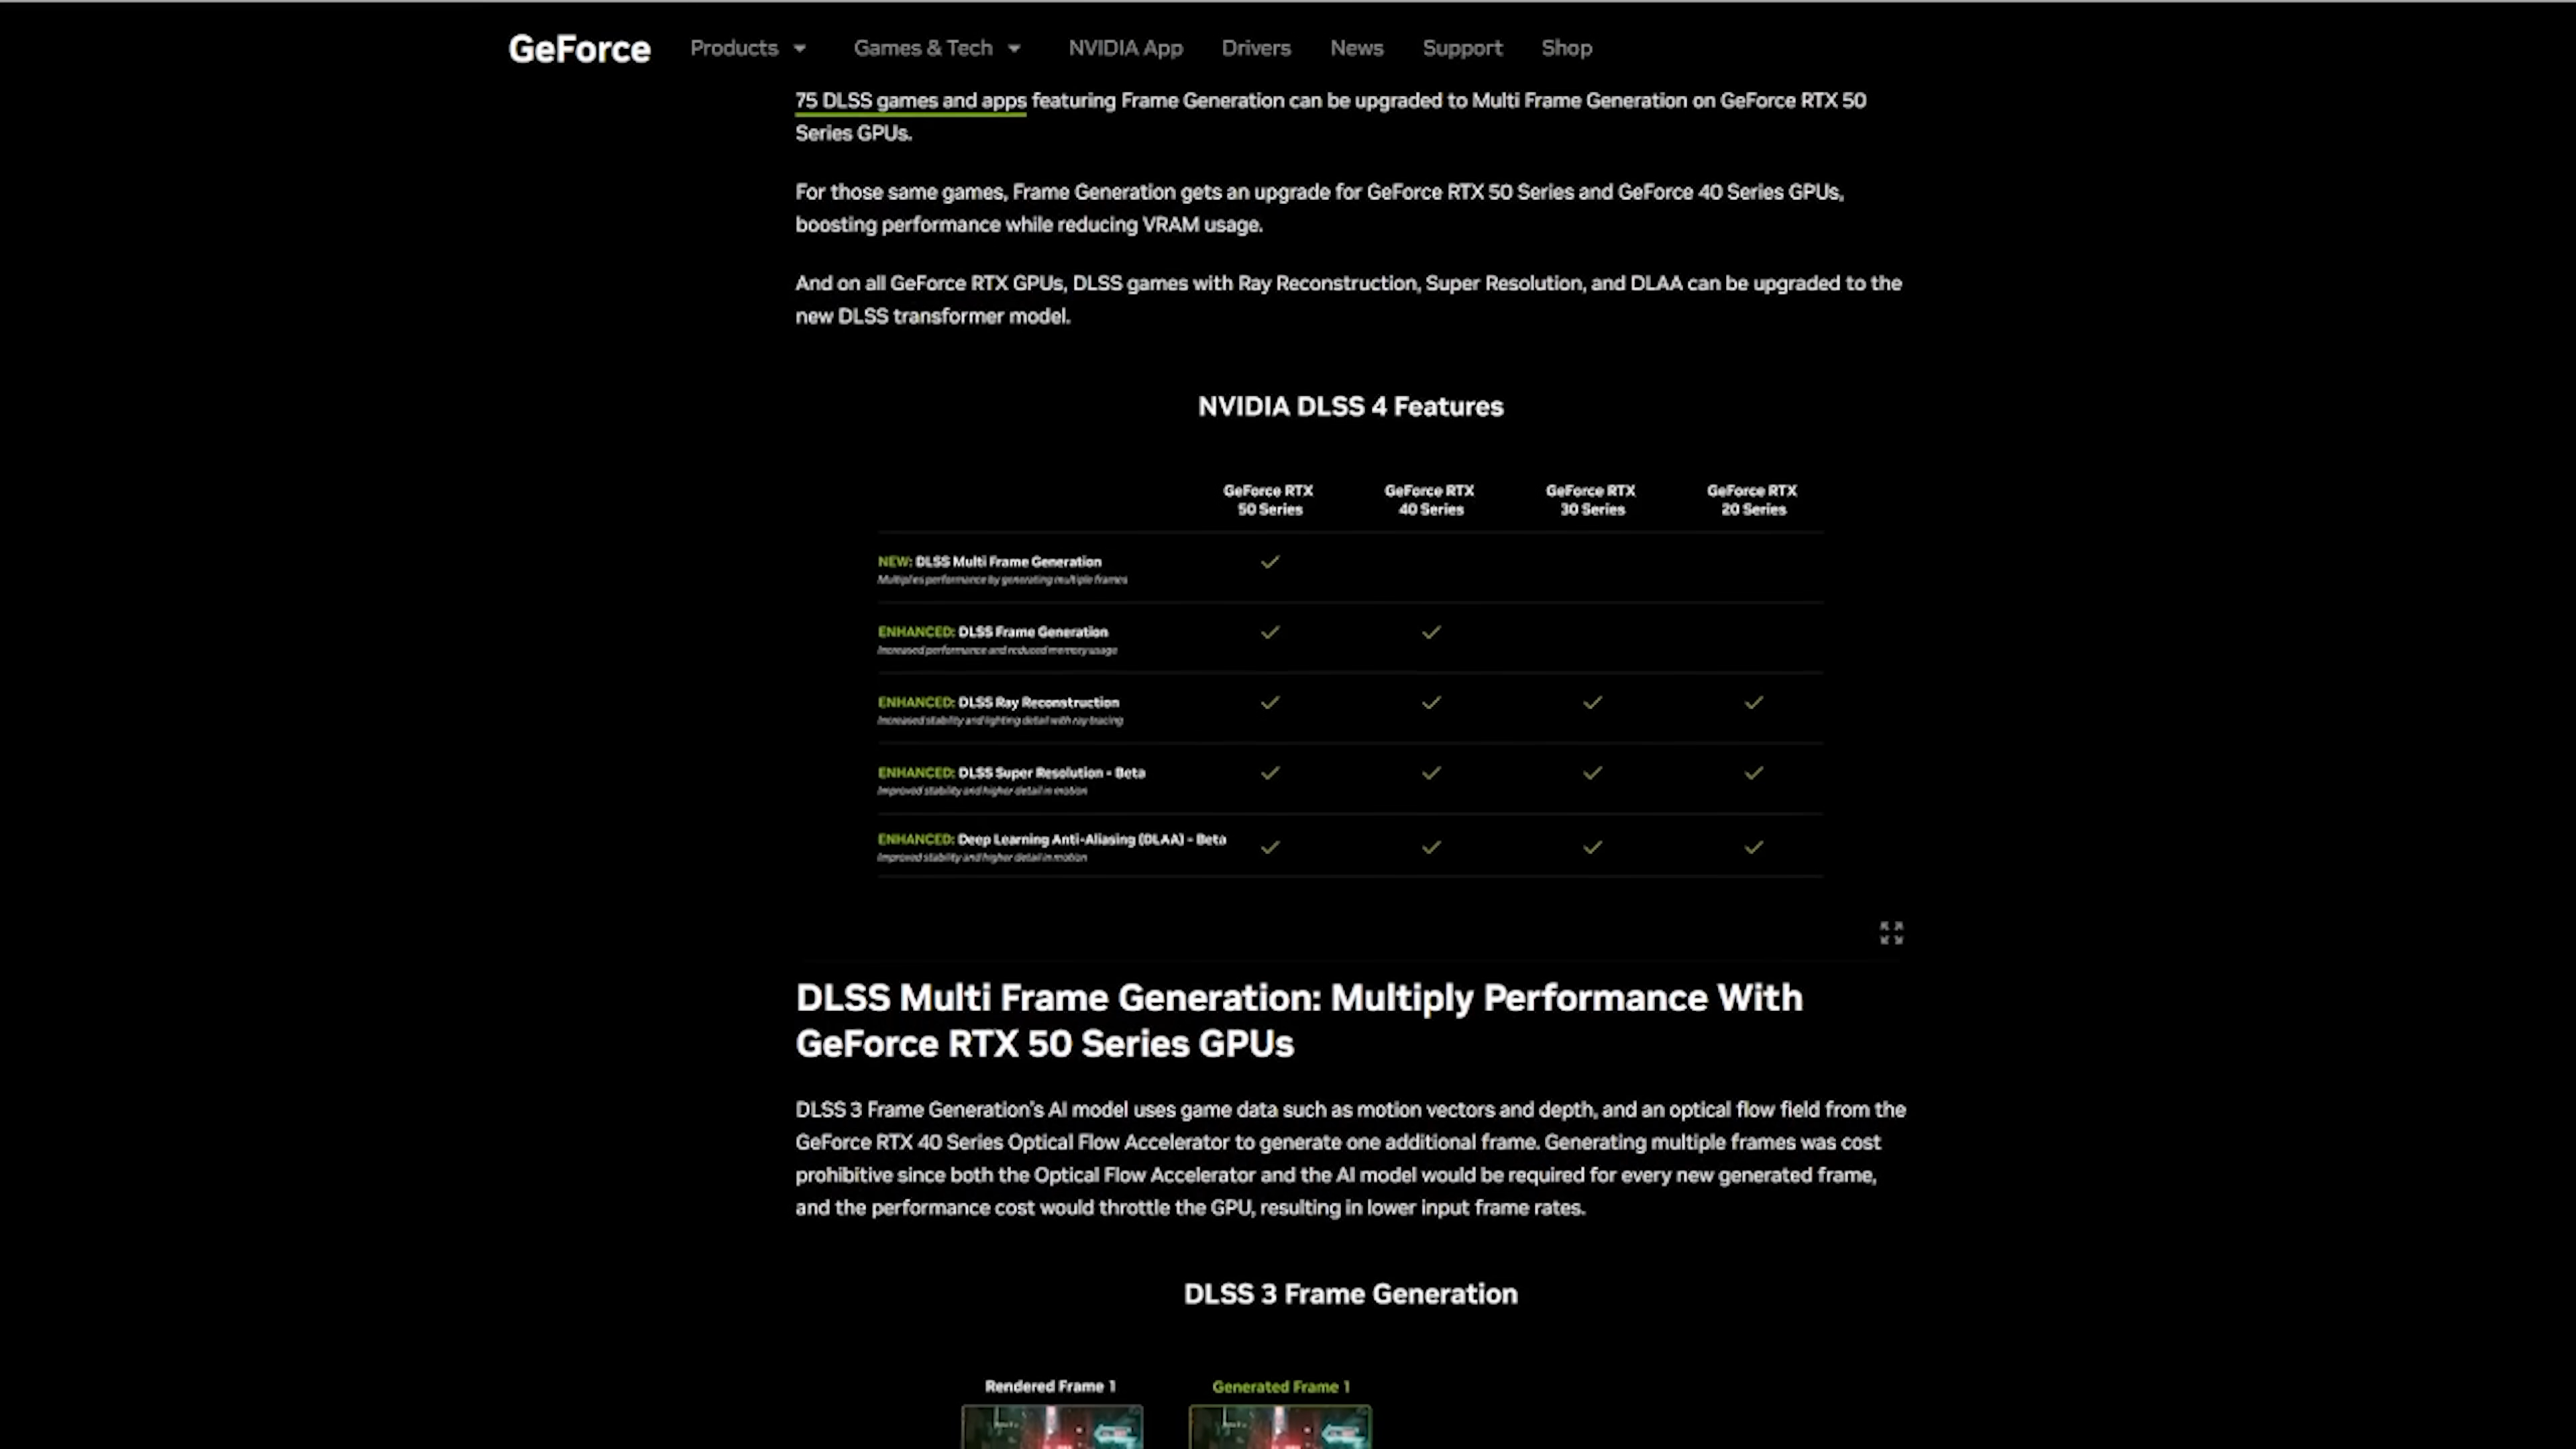 GeForce Products Games & Tech NVIDIA App Drivers News Support Shop
75 DLSS games and apps featuring Frame Generation can be upgraded to Multi Frame Generation on GeForce RTX 50
Series GPUs.
For those same games, Frame Generation gets an upgrade for GeForce RTX 50 Series and GeForce 40 Series GPUs,
boosting performance while reducing VRAM usage.
And on all GeForce RTX GPUs, DLSS games with Ray Reconstruction, Super Resolution, and DLAA can be upgraded to the
new DLSS transformer model.
NVIDIA DLSS 4 Features
GeForce RTX GeForce RTX GeForce RTX GeForce RTX
50 Series 40 Series 30 Series 20 Series
NEW: DLSS Multi Frame Generation
Multiplies performance by generating multiple frames
ENHANCED: DLSS Frame Generation
Increased performance and reduced memory usage
ENHANCED: DLSS Ray Reconstruction
Increased stability and lighting detail with ray tracing
ENHANCED: DLSS Super Resolution - Beta
Improved stability and higher detail in motion
ENHANCED: Deep Learning Anti-Aliasing (DLAA) - Beta
Improved stability and higher detail in motion
DLSS Multi Frame Generation: Multiply Performance With
GeForce RTX 50 Series GPUs
DLSS 3 Frame Generation's AI model uses game data such as motion vectors and depth, and an optical flow field from the
GeForce RTX 40 Series Optical Flow Accelerator to generate one additional frame. Generating multiple frames was cost
prohibitive since both the Optical Flow Accelerator and the AI model would be required for every new generated frame,
and the performance cost would throttle the GPU, resulting in lower input frame rates.
DLSS 3 Frame Generation
Rendered Frame 1 Generated Frame 1